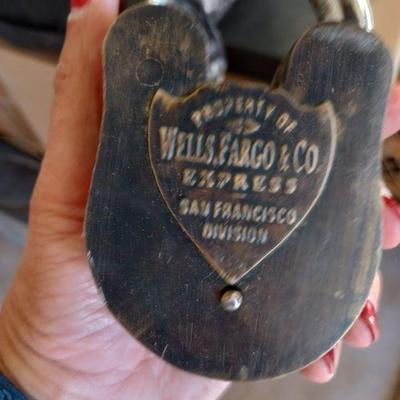 PROPERTY OF
WELLS, FARGO & CO.
EXPRESS
SAN FRANCISCO
DIVISION